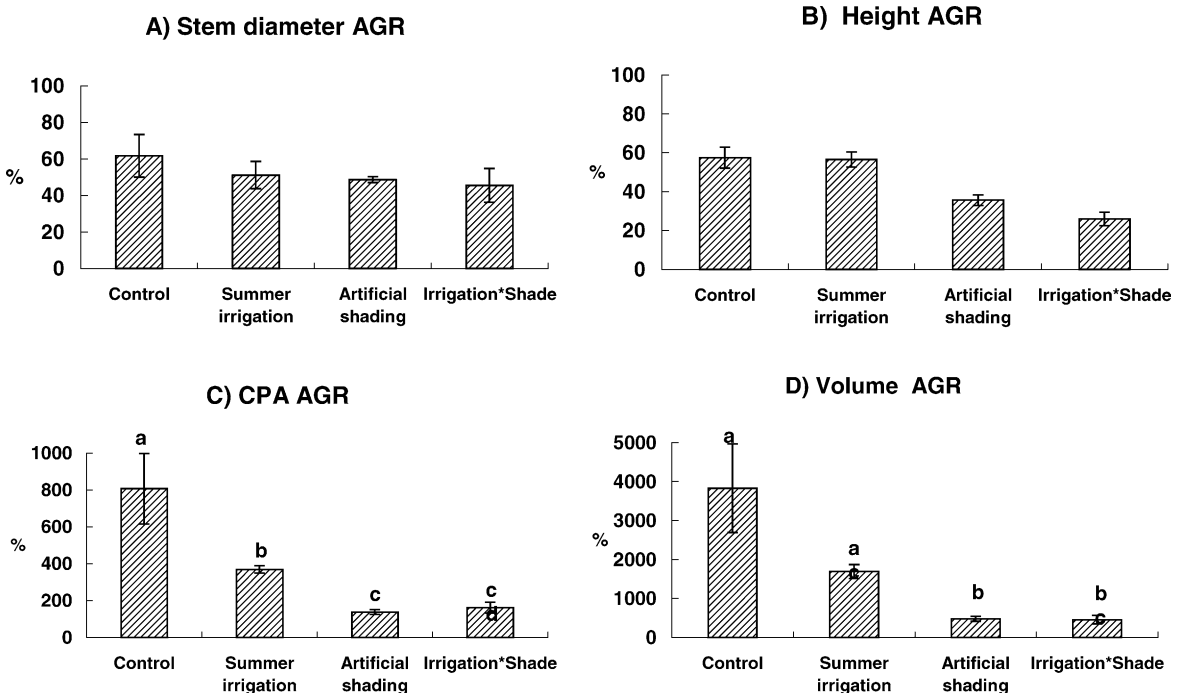 A) Stem diameter AGR
100
80
60
40
20
0
%
Control
Summer
irrigation
Artificial
shading
Irrigation*Shade
B) Height AGR
100
80
60
40
20
0
%
Control
Summer
irrigation
Artificial
shading
Irrigation*Shade
C) CPA AGR
1000
800
600
400
200
0
%
a
b
c
c
d
Control
Summer
irrigation
Artificial
shading
Irrigation*Shade
D) Volume AGR
5000
4000
3000
2000
1000
0
%
a
a
c
b
b
c
Control
Summer
irrigation
Artificial
shading
Irrigation*Shade